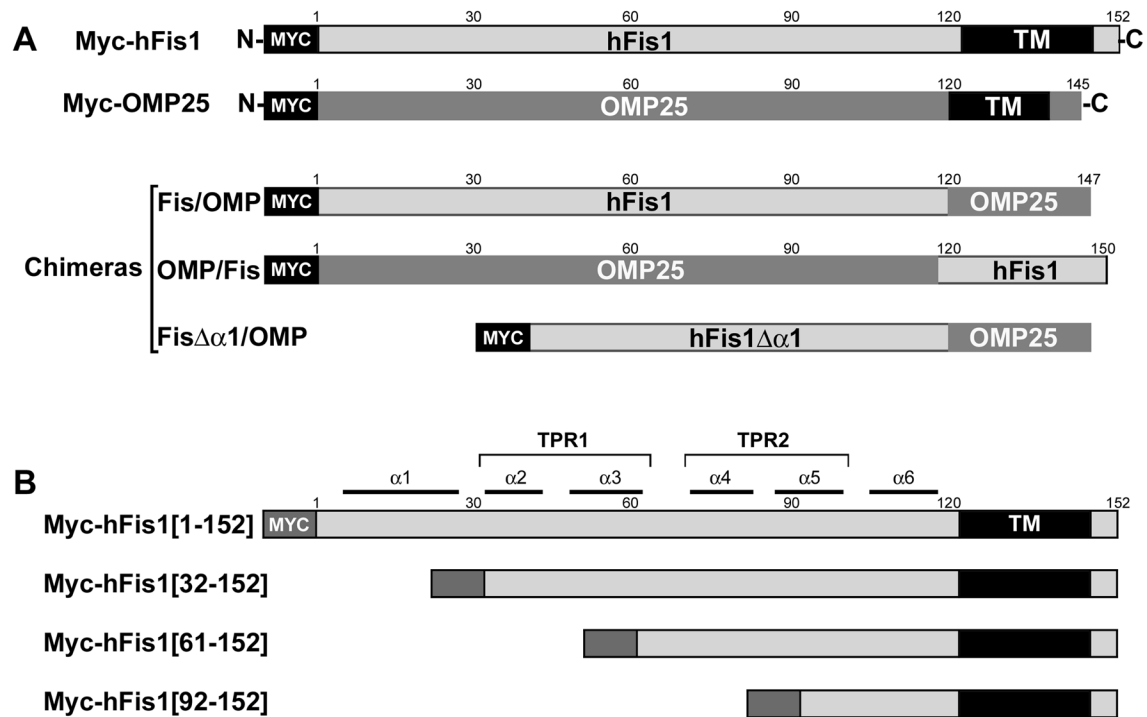 A
1 30 60 90 120 152
Myc-hFis1 N- MYC hFis1 TM -C
1 30 60 90 120 145
Myc-OMP25 N- MYC OMP25 TM -C
1 30 60 90 120 147
Fis/OMP MYC hFis1 OMP25
1 30 60 90 120 150
Chimeras OMP/Fis MYC OMP25 hFis1
FisΔα1/OMP MYC hFis1Δα1 OMP25
TPR1 TPR2
B
α1 α2 α3 α4 α5 α6
1 30 60 90 120 152
Myc-hFis1[1-152] MYC TM
Myc-hFis1[32-152]
Myc-hFis1[61-152]
Myc-hFis1[92-152]